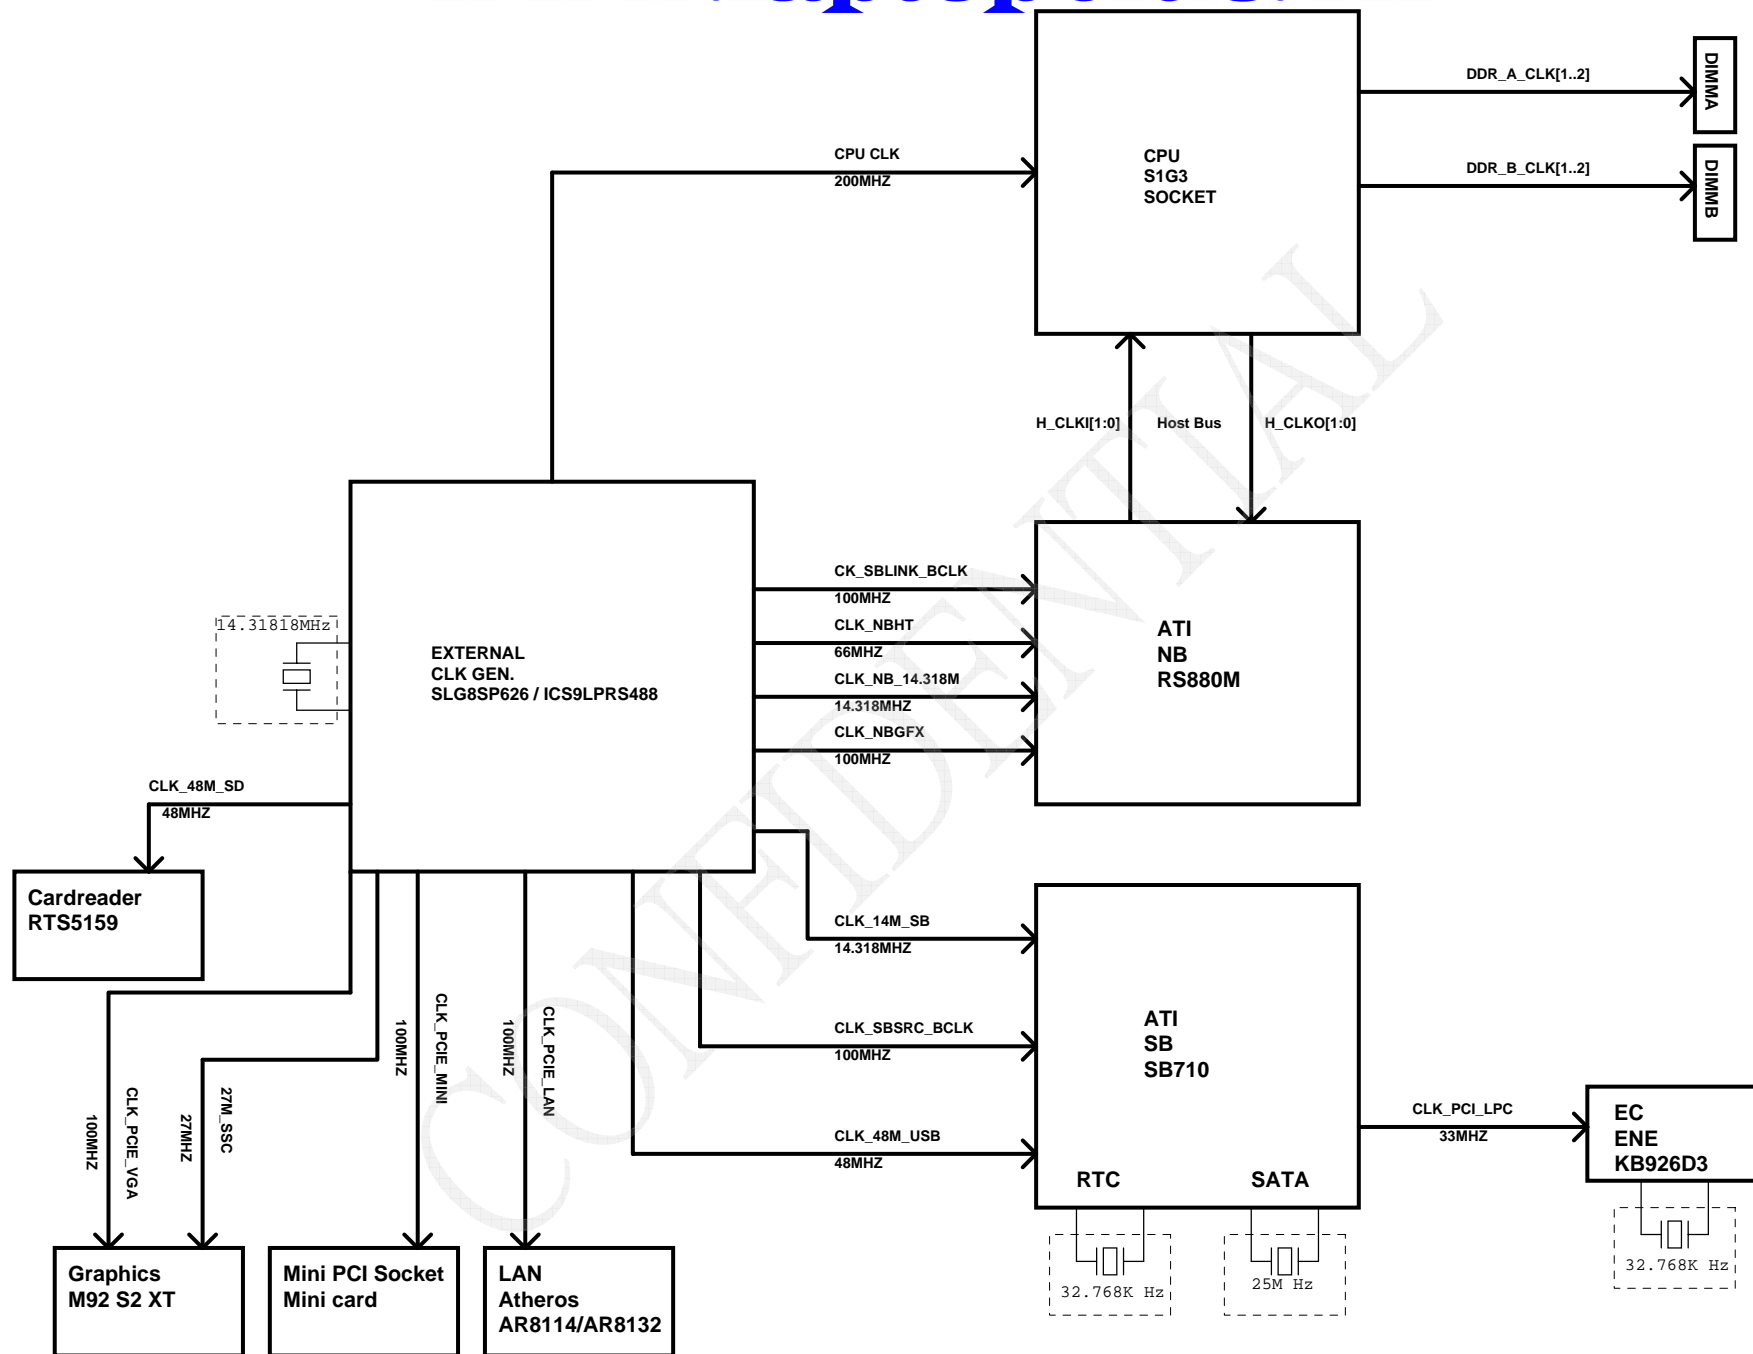 DDR_A_CLK[1..2]
DIMMA
CPU CLK
200MHZ
CPU
S1G3
SOCKET
DDR_B_CLK[1..2]
DIMMB
H_CLKI[1:0]
Host Bus
H_CLKO[1:0]
14.31818MHz
EXTERNAL
CLK GEN.
SLG8SP626 / ICS9LPRS488
CK_SBLINK_BCLK
100MHZ
CLK_NBHT
66MHZ
CLK_NB_14.318M
14.318MHZ
CLK_NBGFX
100MHZ
ATI
NB
RS880M
CLK_48M_SD
48MHZ
Cardreader
RTS5159
CLK_14M_SB
14.318MHZ
CLK_SBSRC_BCLK
100MHZ
CLK_48M_USB
48MHZ
ATI
SB
SB710
RTC
SATA
CLK_PCI_LPC
33MHZ
EC
ENE
KB926D3
CLK_PCIE_VGA
100MHZ
27M_SSC
27MHZ
CLK_PCIE_MINI
100MHZ
CLK_PCIE_LAN
100MHZ
Graphics
M92 S2 XT
Mini PCI Socket
Mini card
LAN
Atheros
AR8114/AR8132
32.768K Hz
25M Hz
32.768K Hz
CONFIDENTIAL